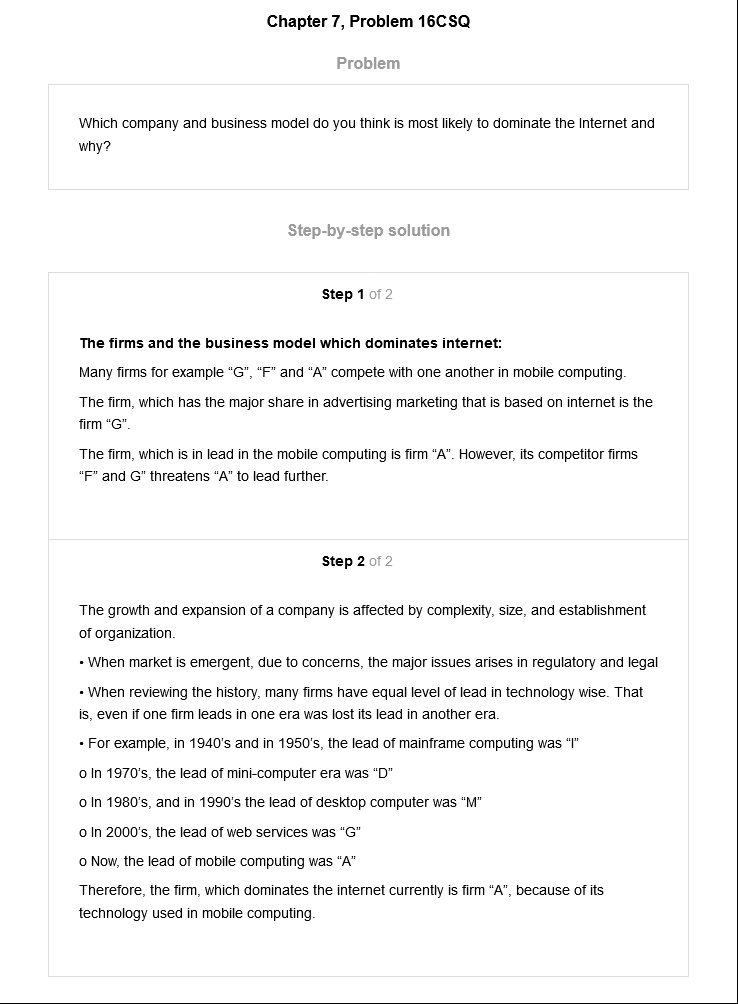 Chapter 7, Problem 16CSQ
Problem
Which company and business model do you think is most likely to dominate the Internet and
why?
Step-by-step solution
Step 1 of 2
The firms and the business model which dominates internet:
Many firms for example “G”, “F” and “A” compete with one another in mobile computing.
The firm, which has the major share in advertising marketing that is based on internet is the
firm “G”.
The firm, which is in lead in the mobile computing is firm “A”. However, its competitor firms
“F” and G” threatens “A” to lead further.
Step 2 of 2
The growth and expansion of a company is affected by complexity, size, and establishment
of organization.
• When market is emergent, due to concerns, the major issues arises in regulatory and legal
• When reviewing the history, many firms have equal level of lead in technology wise. That
is, even if one firm leads in one era was lost its lead in another era.
• For example, in 1940’s and in 1950’s, the lead of mainframe computing was “I”
o In 1970’s, the lead of mini-computer era was “D”
o In 1980’s, and in 1990’s the lead of desktop computer was “M”
o In 2000’s, the lead of web services was “G”
o Now, the lead of mobile computing was “A”
Therefore, the firm, which dominates the internet currently is firm “A”, because of its
technology used in mobile computing.